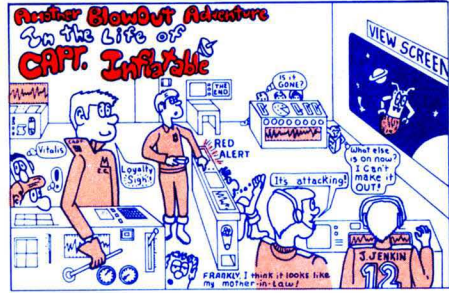 Another BlowOut Adventure
In the Life of
CAPT. Inflatable
VIEW SCREEN
THE
END
Is it
GONE?
Vitalis
Loyalty
Sigh!
RED
ALERT
What else
is on now?
I Can't
make it
OUT!
It's attacking!
FRANKLY, I think it looks like
my mother-in-Law!
J. JENKIN
12